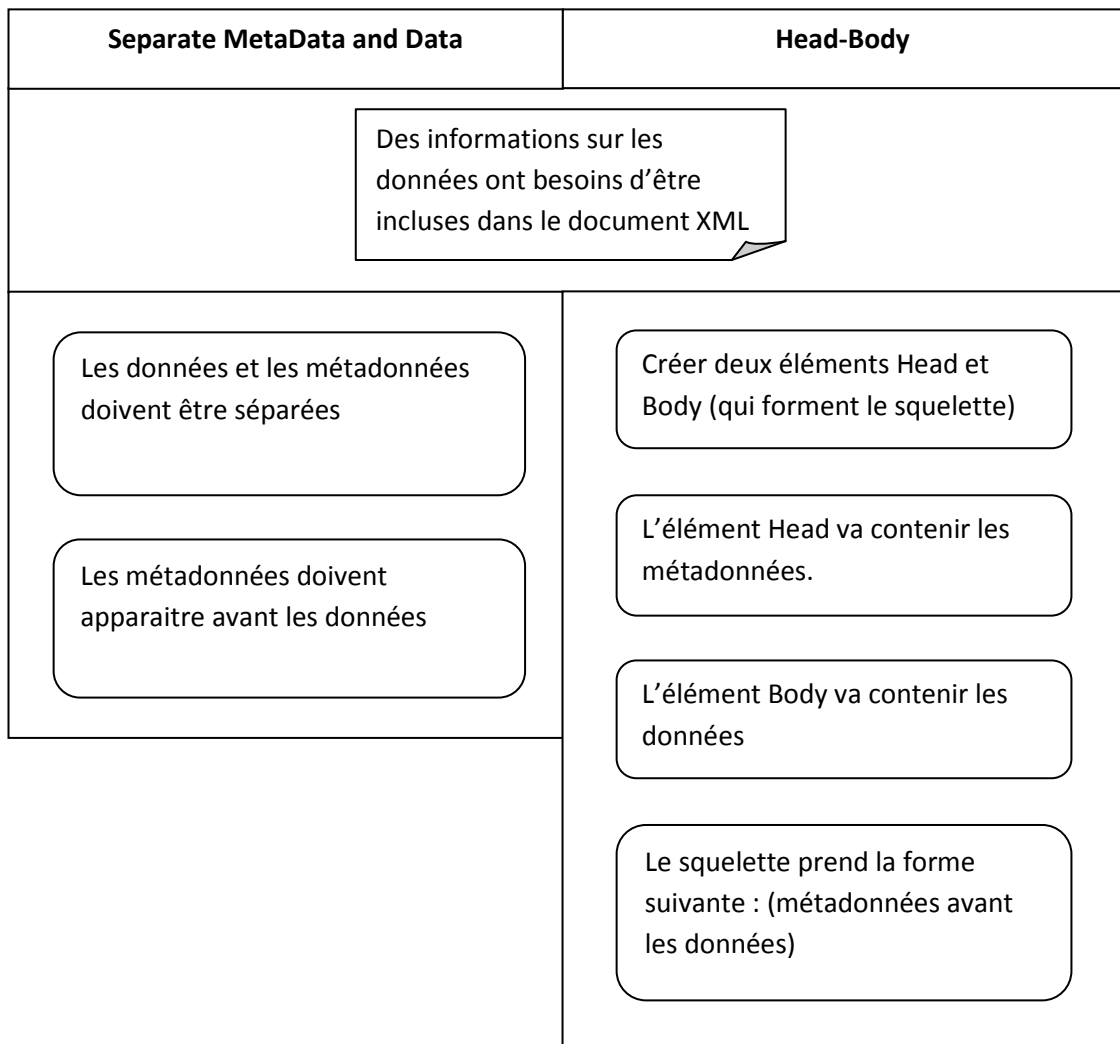 Separate MetaData and Data
Head-Body
Des informations sur les
données ont besoins d’être
incluses dans le document XML
Les données et les métadonnées
doivent être séparées
Les métadonnées doivent
apparaitre avant les données
Créer deux éléments Head et
Body (qui forment le squelette)
L’élément Head va contenir les
métadonnées.
L’élément Body va contenir les
données
Le squelette prend la forme
suivante : (métadonnées avant
les données)